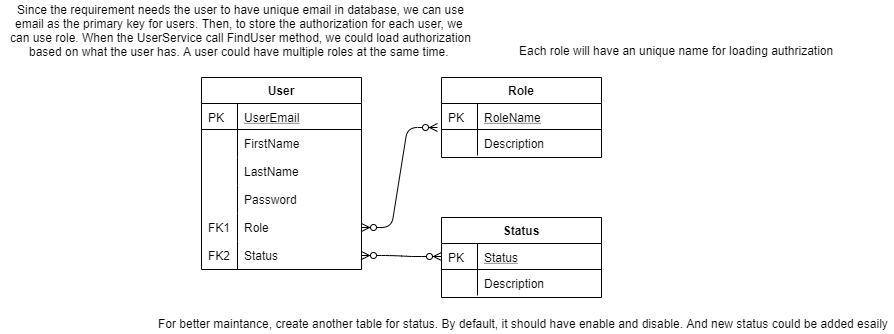 Since the requirement needs the user to have unique email in database, we can use
email as the primary key for users. Then, to store the authorization for each user, we
can use role. When the UserService call FindUser method, we could load authorization
based on what the user has. A user could have multiple roles at the same time.
Each role will have an unique name for loading authrization
User
PK UserEmail
FirstName
LastName
Password
FK1 Role
FK2 Status
Role
PK RoleName
Description
Status
PK Status
Description
For better maintance, create another table for status. By default, it should have enable and disable. And new status could be added esaily